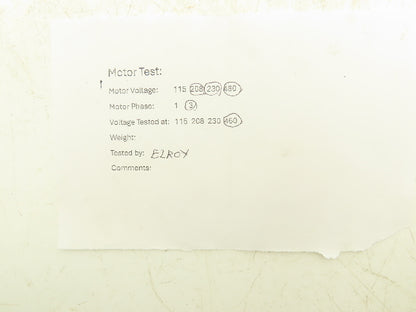 Motor Test:
Motor Voltage: 115 208 230 480
Motor Phase: 1 3
Voltage Tested at: 115 208 230 460
Weight:
Tested by: ELROY
Comments: